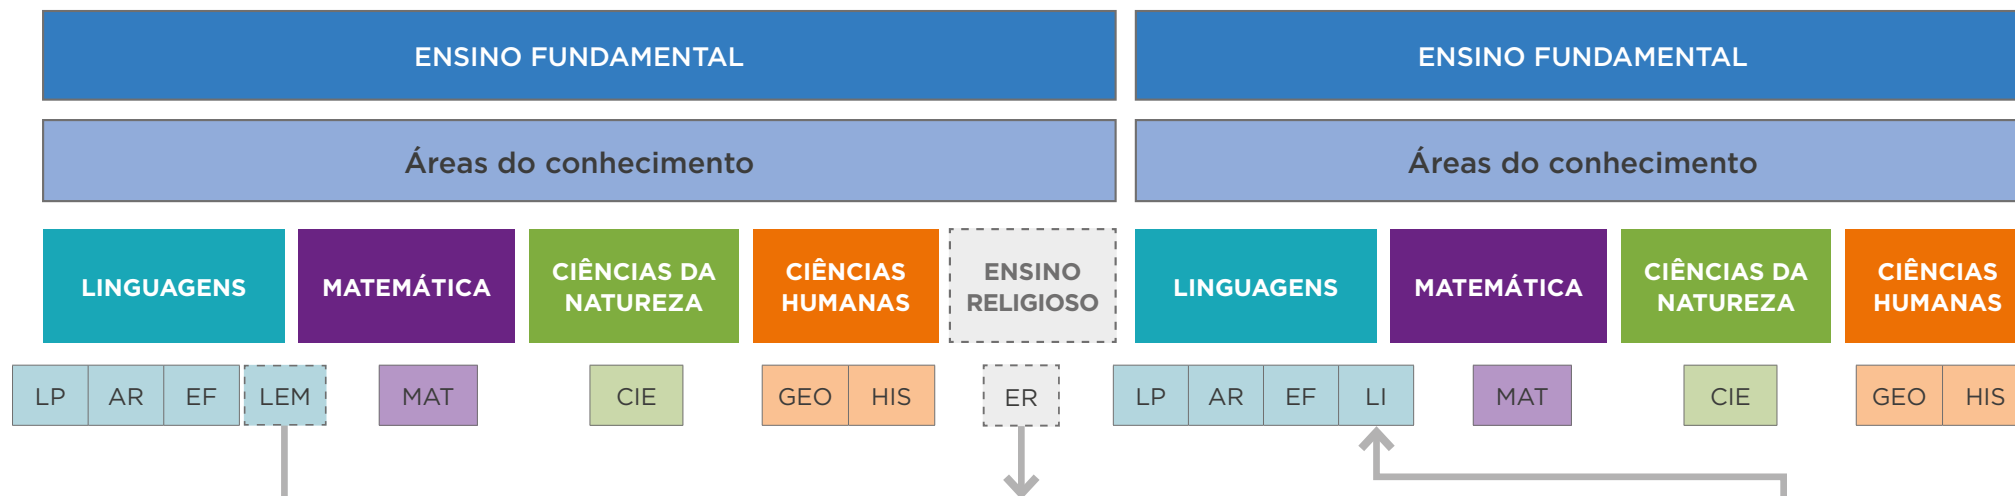 ENSINO FUNDAMENTAL
Áreas do conhecimento
LINGUAGENS
MATEMÁTICA
CIÊNCIAS DA
NATUREZA
CIÊNCIAS
HUMANAS
ENSINO
RELIGIOSO
LP AR EF LEM
MAT
CIE
GEO HIS
ER
ENSINO FUNDAMENTAL
Áreas do conhecimento
LINGUAGENS
MATEMÁTICA
CIÊNCIAS DA
NATUREZA
CIÊNCIAS
HUMANAS
LP AR EF LI
MAT
CIE
GEO HIS